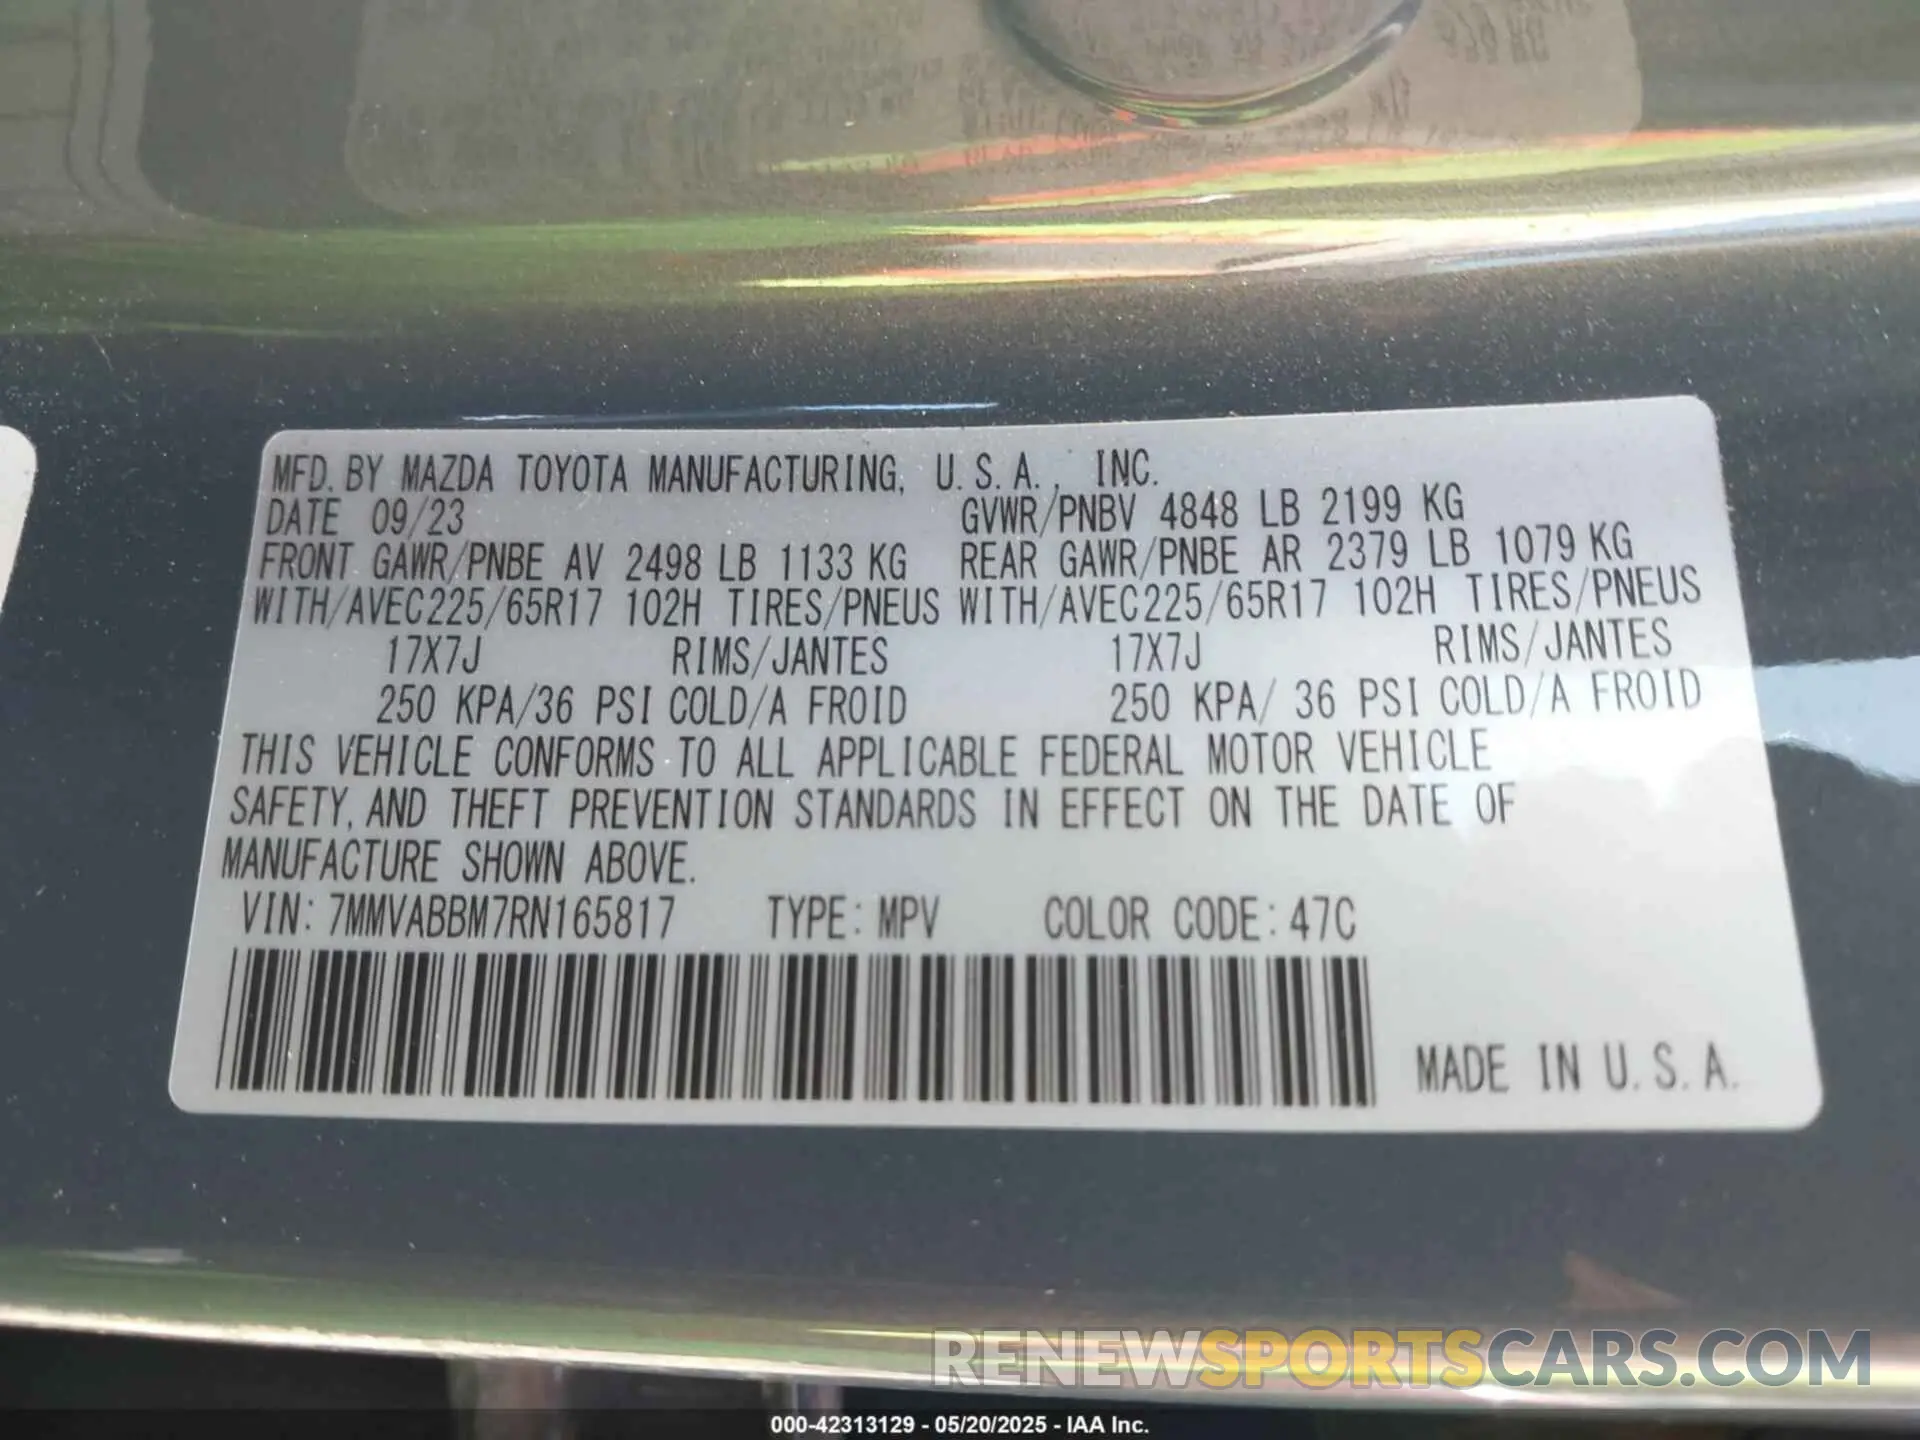 MFD. BY MAZDA TOYOTA MANUFACTURING, U.S.A., INC.
DATE 09/23 GVWR/PNBV 4848 LB 2199 KG
FRONT GAWR/PNBE AV 2498 LB 1133 KG REAR GAWR/PNBE AR 2379 LB 1079 KG
WITH/AVEC225/65R17 102H TIRES/PNEUS WITH/AVEC225/65R17 102H TIRES/PNEUS
17X7J RIMS/JANTES 17X7J RIMS/JANTES
250 KPA/36 PSI COLD/A FROID 250 KPA/ 36 PSI COLD/A FROID
THIS VEHICLE CONFORMS TO ALL APPLICABLE FEDERAL MOTOR VEHICLE
SAFETY, AND THEFT PREVENTION STANDARDS IN EFFECT ON THE DATE OF
MANUFACTURE SHOWN ABOVE.
VIN: 7MMVABBM7RN165817 TYPE: MPV COLOR CODE: 47C
MADE IN U.S.A.
RENEWSPORTSCARS.COM
000-42313129 - 05/20/2025 - IAA Inc.